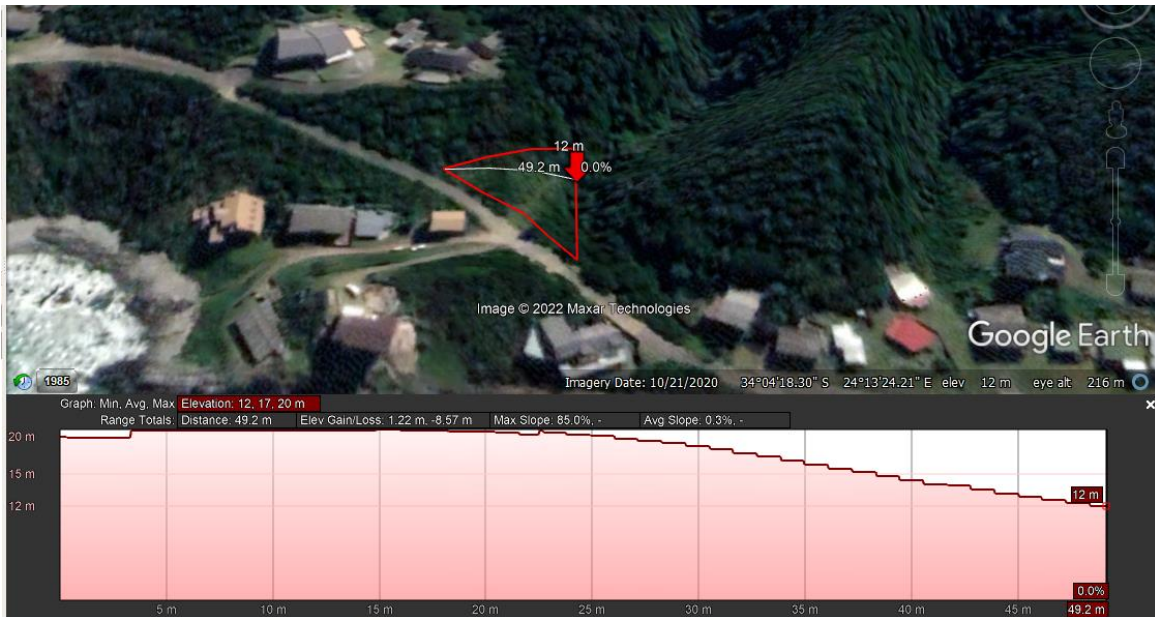 12 m
49.2 m 0.0%
Image © 2022 Maxar Technologies
Google Earth
1985
Imagery Date: 10/21/2020 34°04'18.30" S 24°13'24.21" E elev 12 m eye alt 216 m
Graph: Min, Avg, Max Elevation: 12, 17, 20 m
Range Totals: Distance: 49.2 m Elev Gain/Loss: 1.22 m, -8.57 m Max Slope: 85.0%, - Avg Slope: 0.3%, -
20 m
15 m
12 m
12 m
0.0%
5 m 10 m 15 m 20 m 25 m 30 m 35 m 40 m 45 m 49.2 m